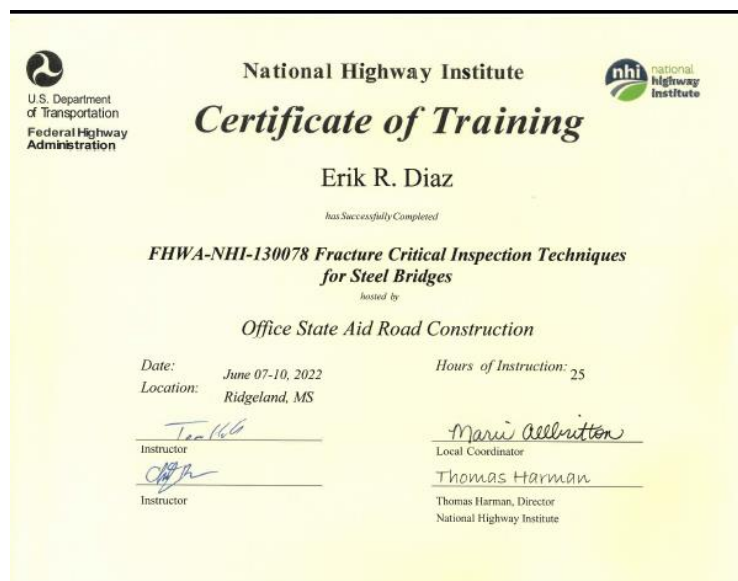 U.S. Department
of Transportation
Federal Highway
Administration
National Highway Institute
nhi national
highway
institute
Certificate of Training
Erik R. Diaz
has Successfully Completed
FHWA-NHI-130078 Fracture Critical Inspection Techniques
for Steel Bridges
hosted by
Office State Aid Road Construction
Date: June 07-10, 2022
Location: Ridgeland, MS
Hours of Instruction: 25
Instructor
Instructor
Marie Allbritton
Local Coordinator
Thomas Harman
Thomas Harman, Director
National Highway Institute